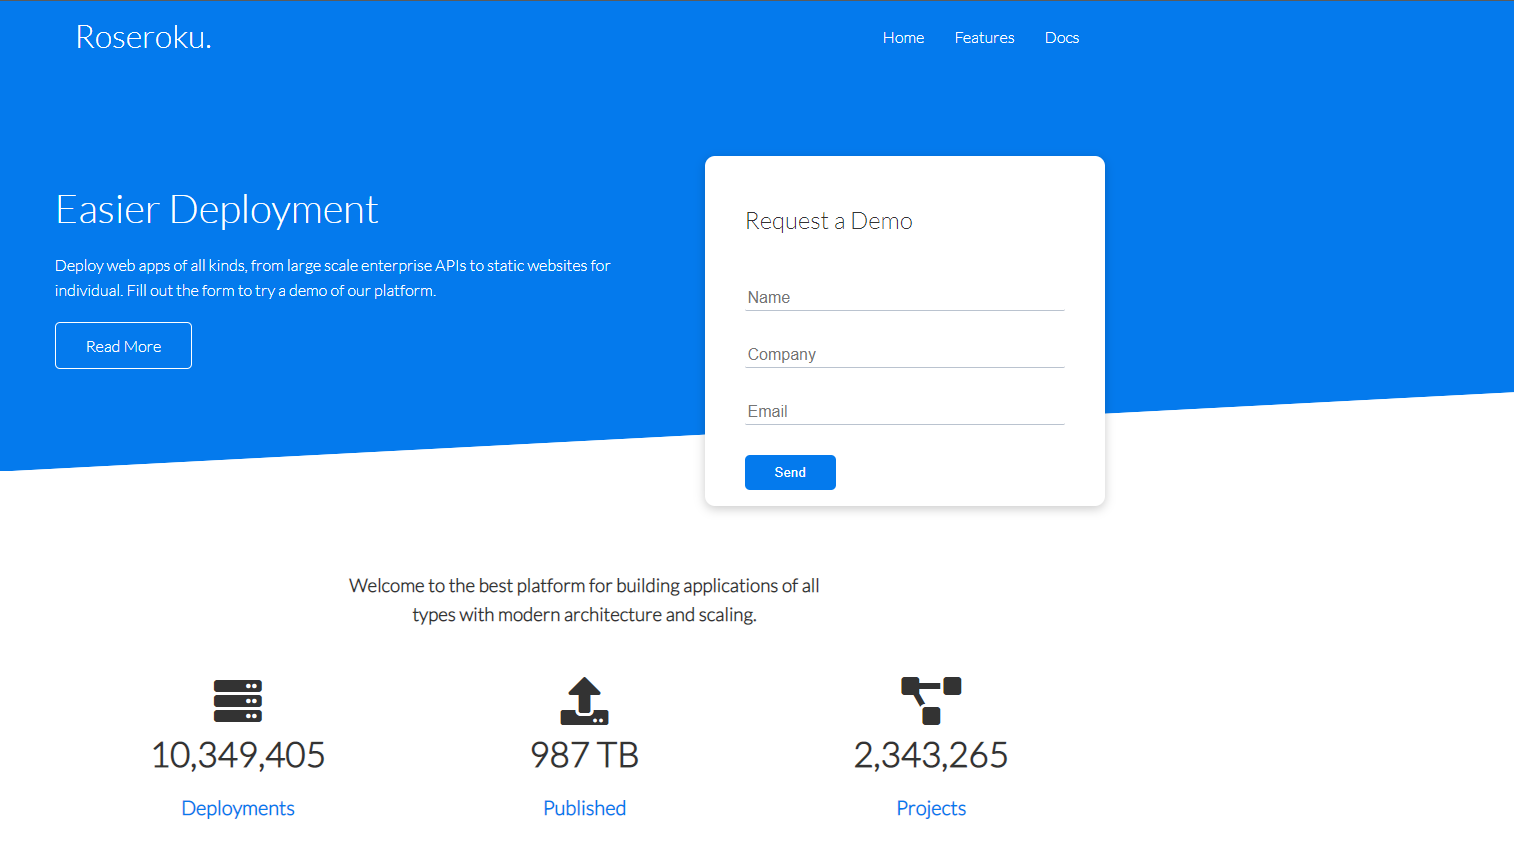 Roseroku.
Home
Features
Docs
Easier Deployment
Deploy web apps of all kinds, from large scale enterprise APIs to static websites for
individual. Fill out the form to try a demo of our platform.
Read More
Request a Demo
Name
Company
Email
Send
Welcome to the best platform for building applications of all
types with modern architecture and scaling.
10,349,405
Deployments
987 TB
Published
2,343,265
Projects